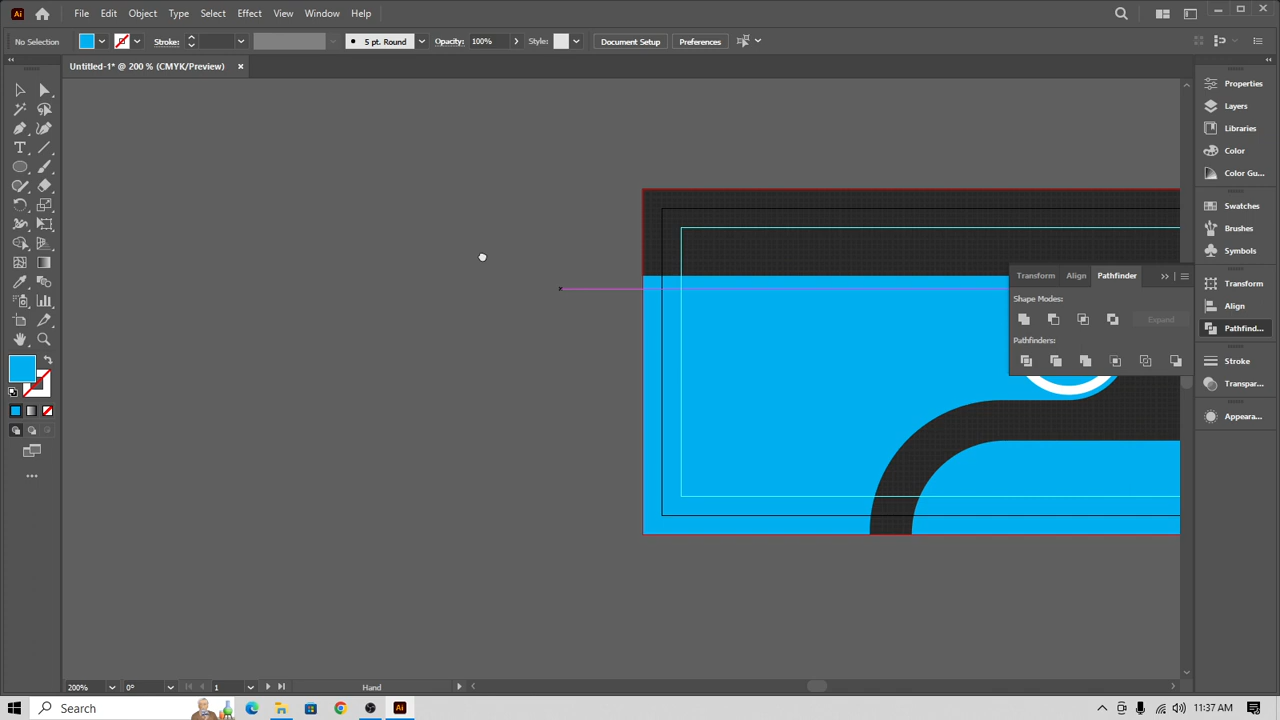 Ai File Edit Object Type Select Effect View Window Help
No Selection Stroke: 5 pt. Round Opacity: 100% Style: Document Setup Preferences
Untitled-1* @ 200 % (CMYK/Preview) ×
Properties
Layers
Libraries
Color
Color Gu...
Swatches
Brushes
Symbols
Transform
Align
Pathfind...
Stroke
Transpar...
Appeara...
Transform Align Pathfinder
Shape Modes:
Expand
Pathfinders:
200% 0° 1 Hand
Search Ai 11:37 AM